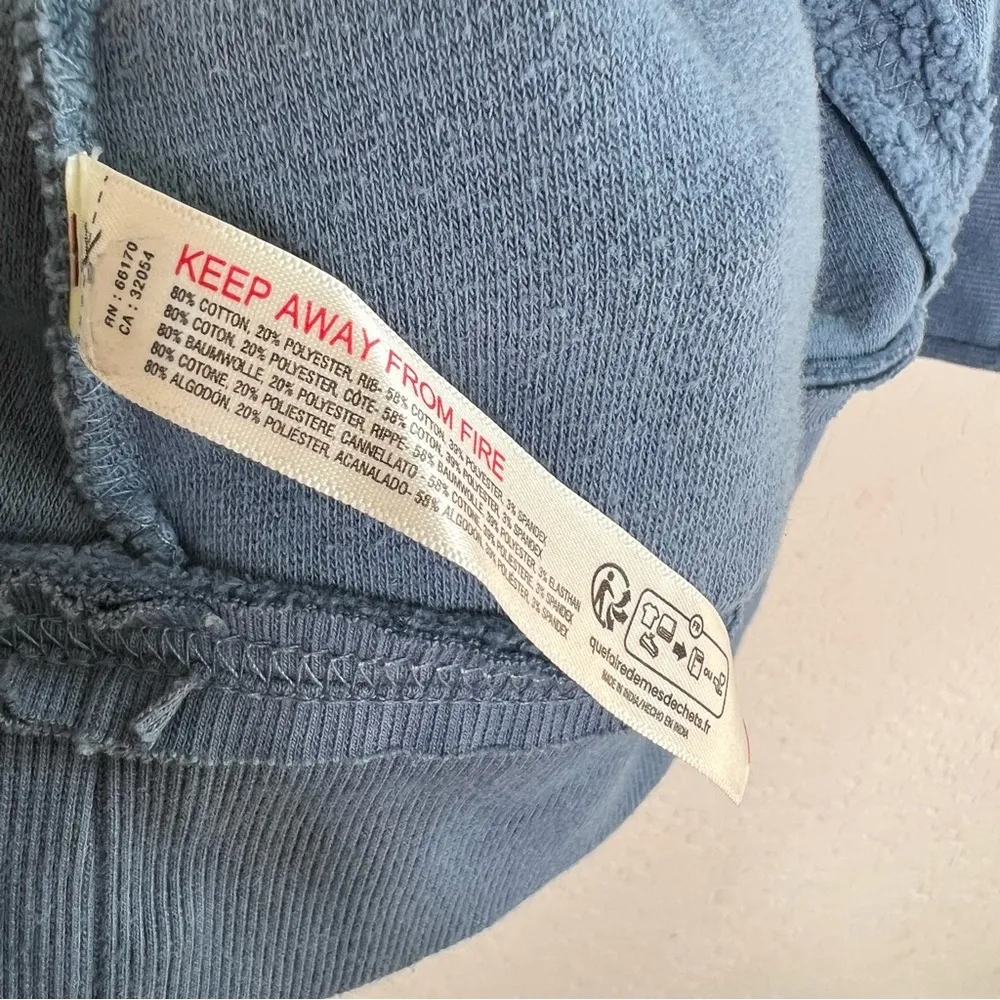 RN : 66170
CA : 32054
KEEP AWAY FROM FIRE
80% COTTON, 20% POLYESTER, RIB- 58% COTTON, 39% POLYESTER, 3% SPANDEX
80% COTON, 20% POLYESTER, CÔTE- 58% COTON, 39% POLYESTER, 3% SPANDEX
80% BAUMWOLLE, 20% POLYESTER, RIPPE- 58% BAUMWOLLE, 39% POLYESTER, 3% ELASTHAN
80% COTONE, 20% POLIESTERE, CANNELLATO - 58% COTONE, 39% POLIESTERE, 3% SPANDEX
80% ALGODÓN, 20% POLIESTER, ACANALADO- 58% ALGODÓN, 39% POLIÉSTER, 3% SPANDEX
FR
ou
quefairedemesdechets.fr
MADE IN INDIA/HECHO EN INDIA